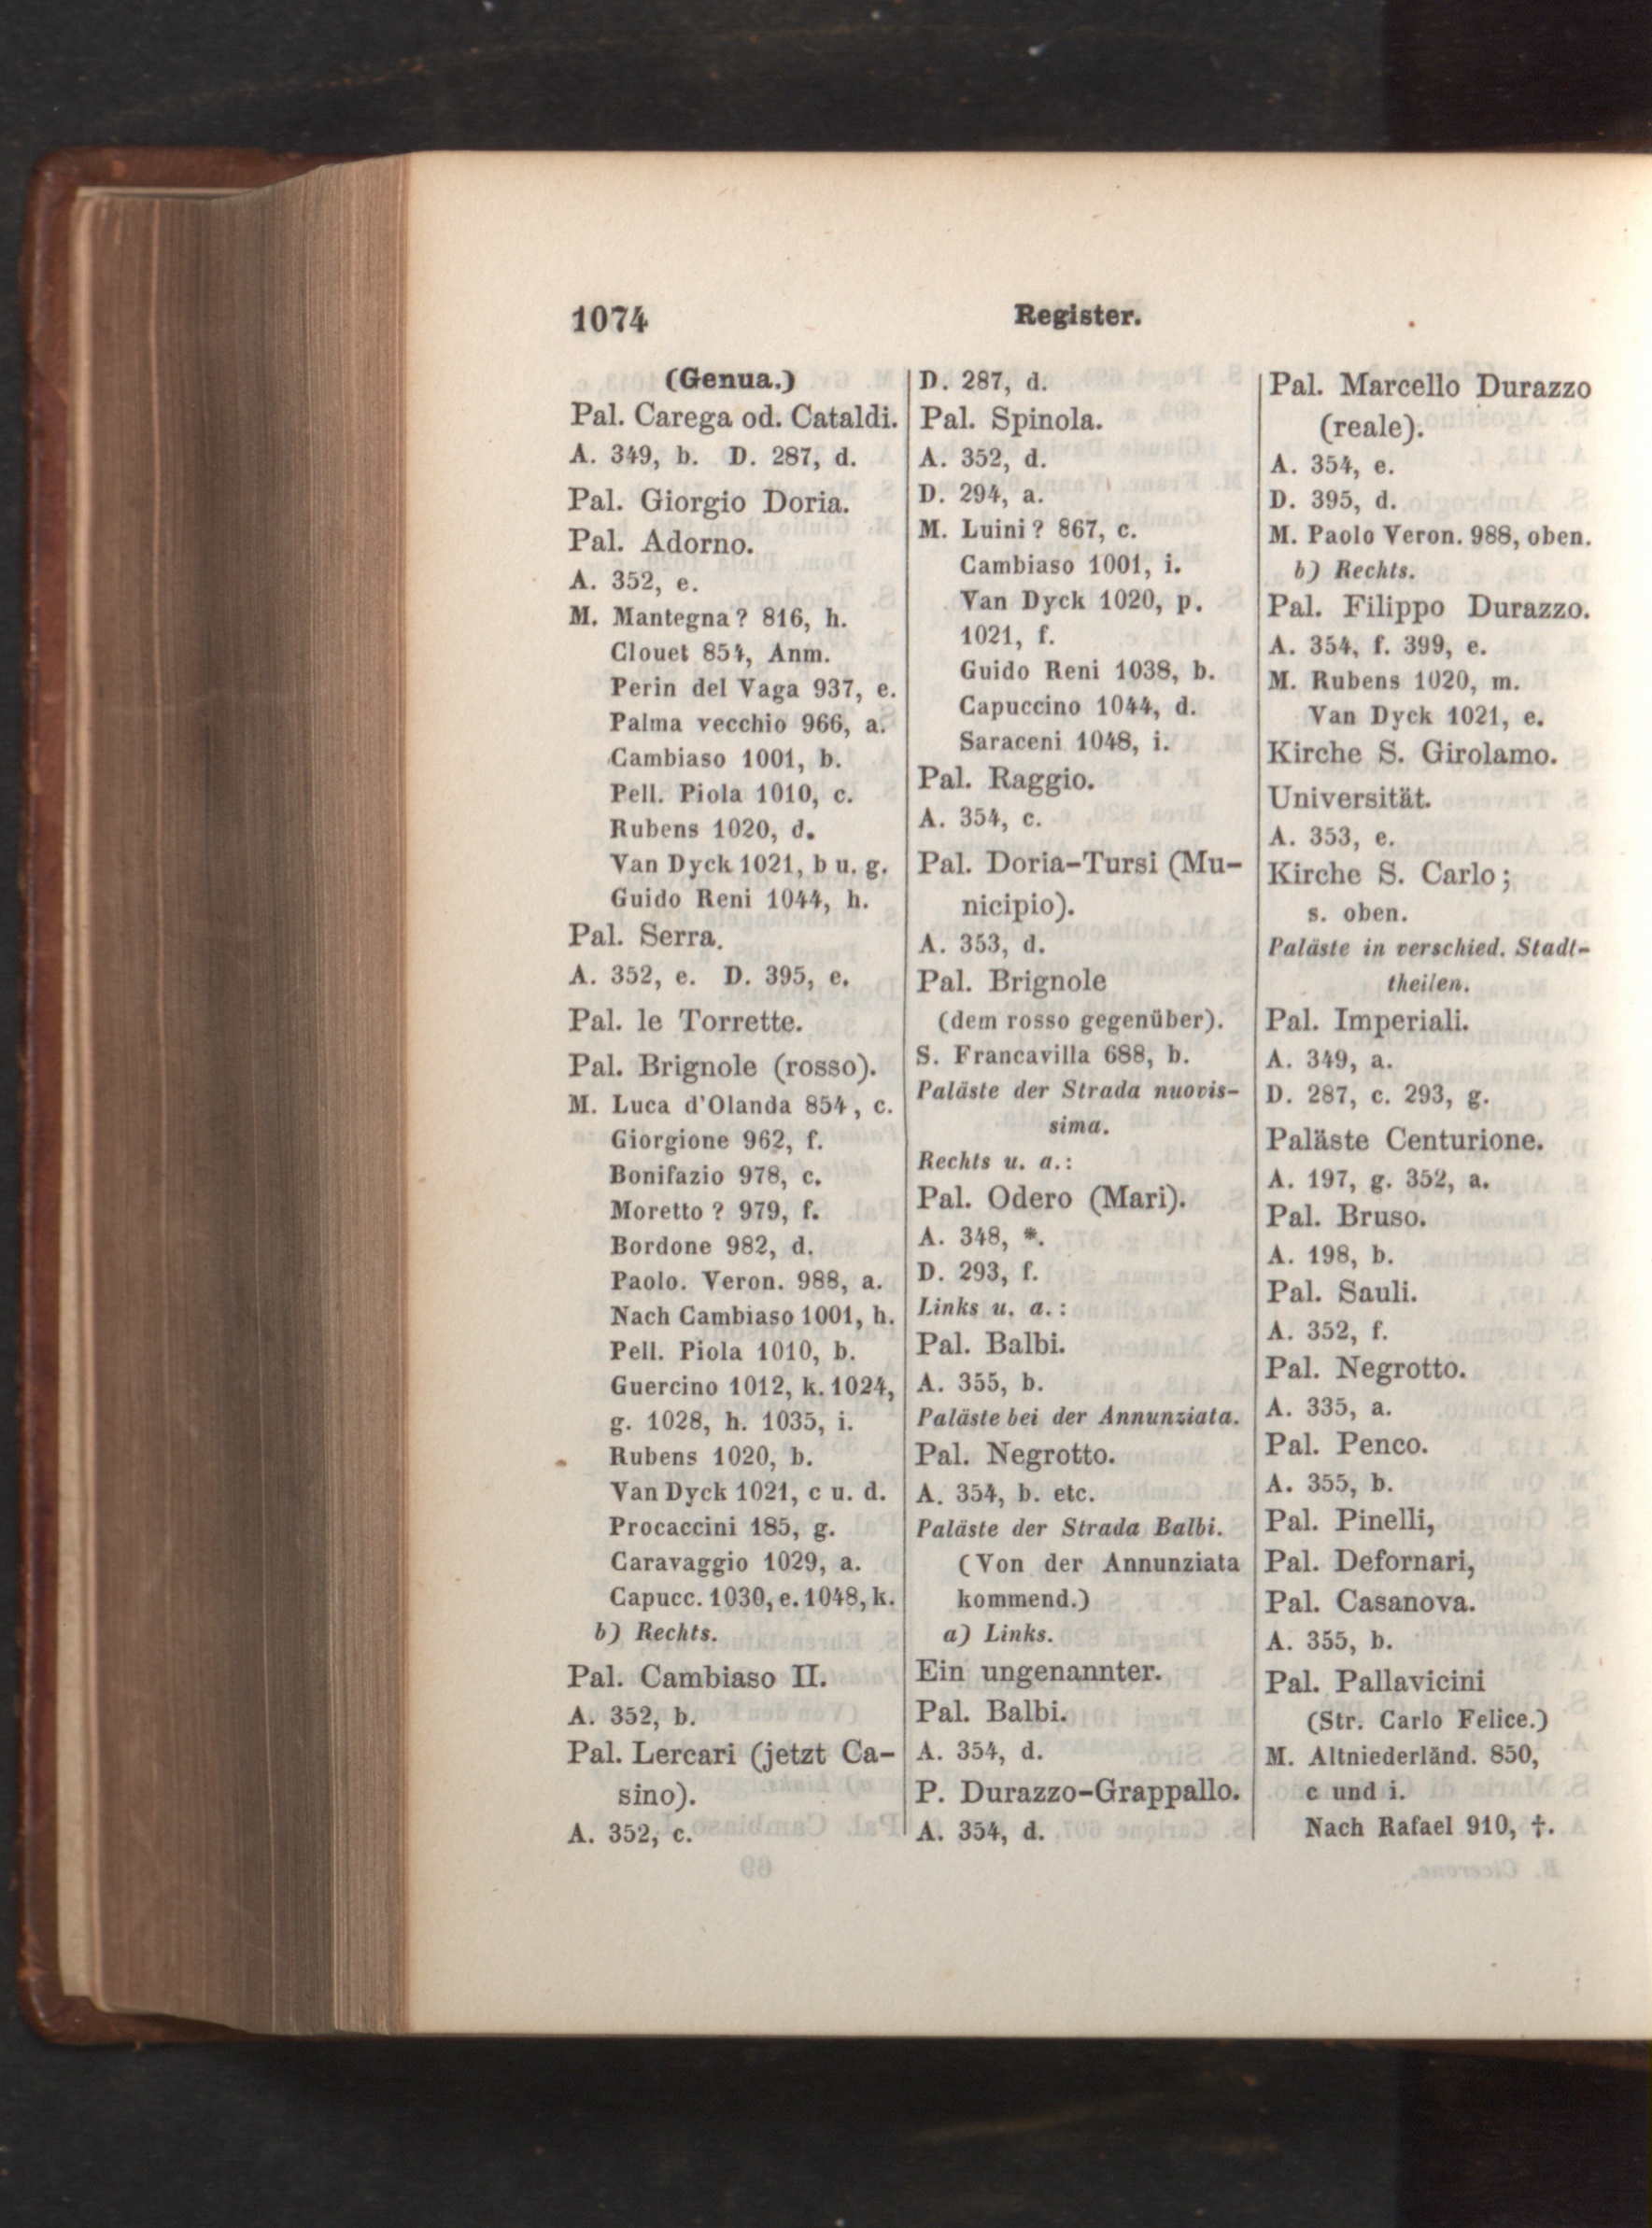 1074
Register.
(Genua.)
Pal. Carega od. Cataldi.
A. 349, b. D. 287, d.
Pal. Giorgio Doria.
Pal. Adorno.
A. 352, e.
M. Mantegna? 816, h.
Clouet 854, Anm.
Perin del Vaga 937, e.
Palma vecchio 966, a.
Cambiaso 1001, b.
Pell. Piola 1010, c.
Rubens 1020, d.
Van Dyck 1021, b u. g.
Guido Reni 1044, h.
Pal. Serra.
A. 352, e. D. 395, e.
Pal. le Torrette.
Pal. Brignole (rosso).
M. Luca d'Olanda 854, c.
Giorgione 962, f.
Bonifazio 978, c.
Moretto? 979, f.
Bordone 982, d.
Paolo. Veron. 988, a.
Nach Cambiaso 1001, h.
Pell. Piola 1010, b.
Guercino 1012, k. 1024,
g. 1028, h. 1035, i.
Rubens 1020, b.
Van Dyck 1021, c u. d.
Procaccini 185, g.
Caravaggio 1029, a.
Capucc. 1030, e. 1048, k.
b) Rechts.
Pal. Cambiaso II.
A. 352, b.
Pal. Lercari (jetzt Ca-
sino).
A. 352, c.
D. 287, d.
Pal. Spinola.
A. 352, d.
D. 294, a.
M. Luini? 867, c.
Cambiaso 1001, i.
Van Dyck 1020, p.
1021, f.
Guido Reni 1038, b.
Capuccino 1044, d.
Saraceni 1048, i.
Pal. Raggio.
A. 354, c.
Pal. Doria-Tursi (Mu-
nicipio).
A. 353, d.
Pal. Brignole
(dem rosso gegenüber).
S. Francavilla 688, b.
Paläste der Strada nuovis-
sima.
Rechts u. a.:
Pal. Odero (Mari).
A. 348, *.
D. 293, f.
Links u. a.:
Pal. Balbi.
A. 355, b.
Paläste bei der Annunziata.
Pal. Negrotto.
A. 354, b. etc.
Paläste der Strada Balbi.
(Von der Annunziata
kommend.)
a) Links.
Ein ungenannter.
Pal. Balbi.
A. 354, d.
P. Durazzo-Grappallo.
A. 354, d.
Pal. Marcello Durazzo
(reale).
A. 354, e.
D. 395, d.
M. Paolo Veron. 988, oben.
b) Rechts.
Pal. Filippo Durazzo.
A. 354, f. 399, e.
M. Rubens 1020, m.
Van Dyck 1021, e.
Kirche S. Girolamo.
Universität.
A. 353, e.
Kirche S. Carlo;
s. oben.
Paläste in verschied. Stadt-
theilen.
Pal. Imperiali.
A. 349, a.
D. 287, c. 293, g.
Paläste Centurione.
A. 197, g. 352, a.
Pal. Bruso.
A. 198, b.
Pal. Sauli.
A. 352, f.
Pal. Negrotto.
A. 335, a.
Pal. Penco.
A. 355, b.
Pal. Pinelli,
Pal. Defornari,
Pal. Casanova.
A. 355, b.
Pal. Pallavicini
(Str. Carlo Felice.)
M. Altniederländ. 850,
c und i.
Nach Rafael 910, †.